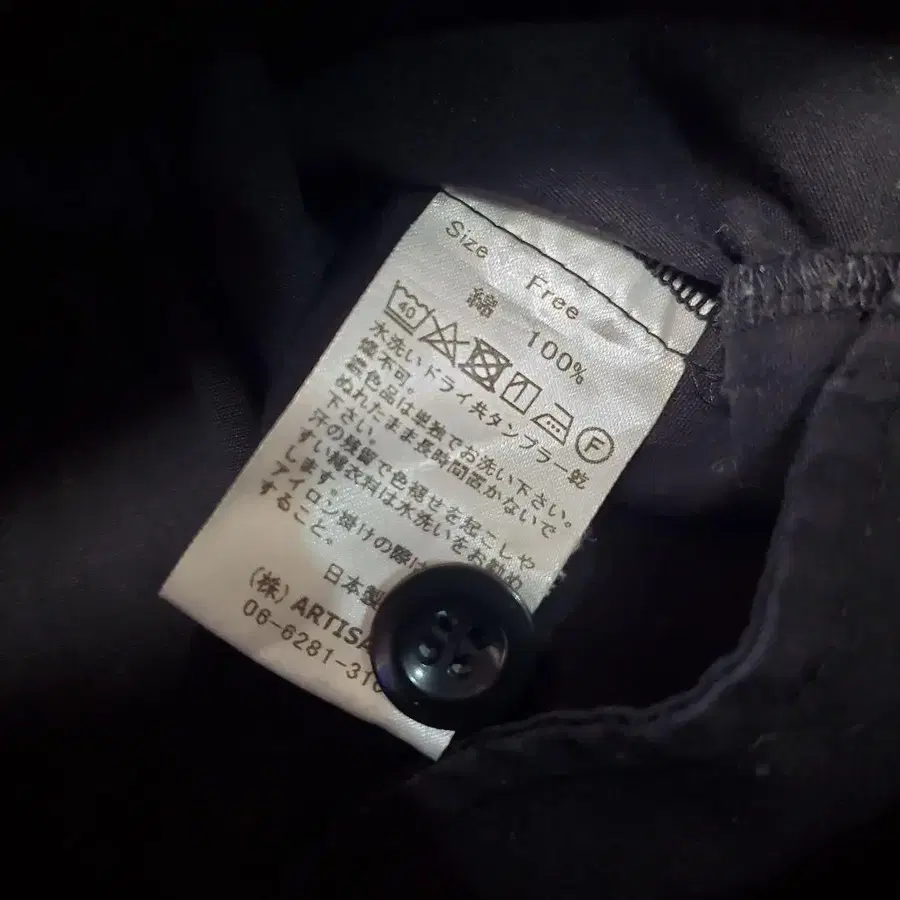 Size Free
綿 100%
40 F
水洗いドライ共タンブラー乾
燥不可。
濃色品は単独でお洗い下さい。
ぬれたまま長時間置かないで
下さい。
汗の残留で色褪せを起こしや
すい綿衣料は水洗いをお勧め
します。
アイロン掛けの際は
すること。
日本製
(株) ARTISA
06-6281-31